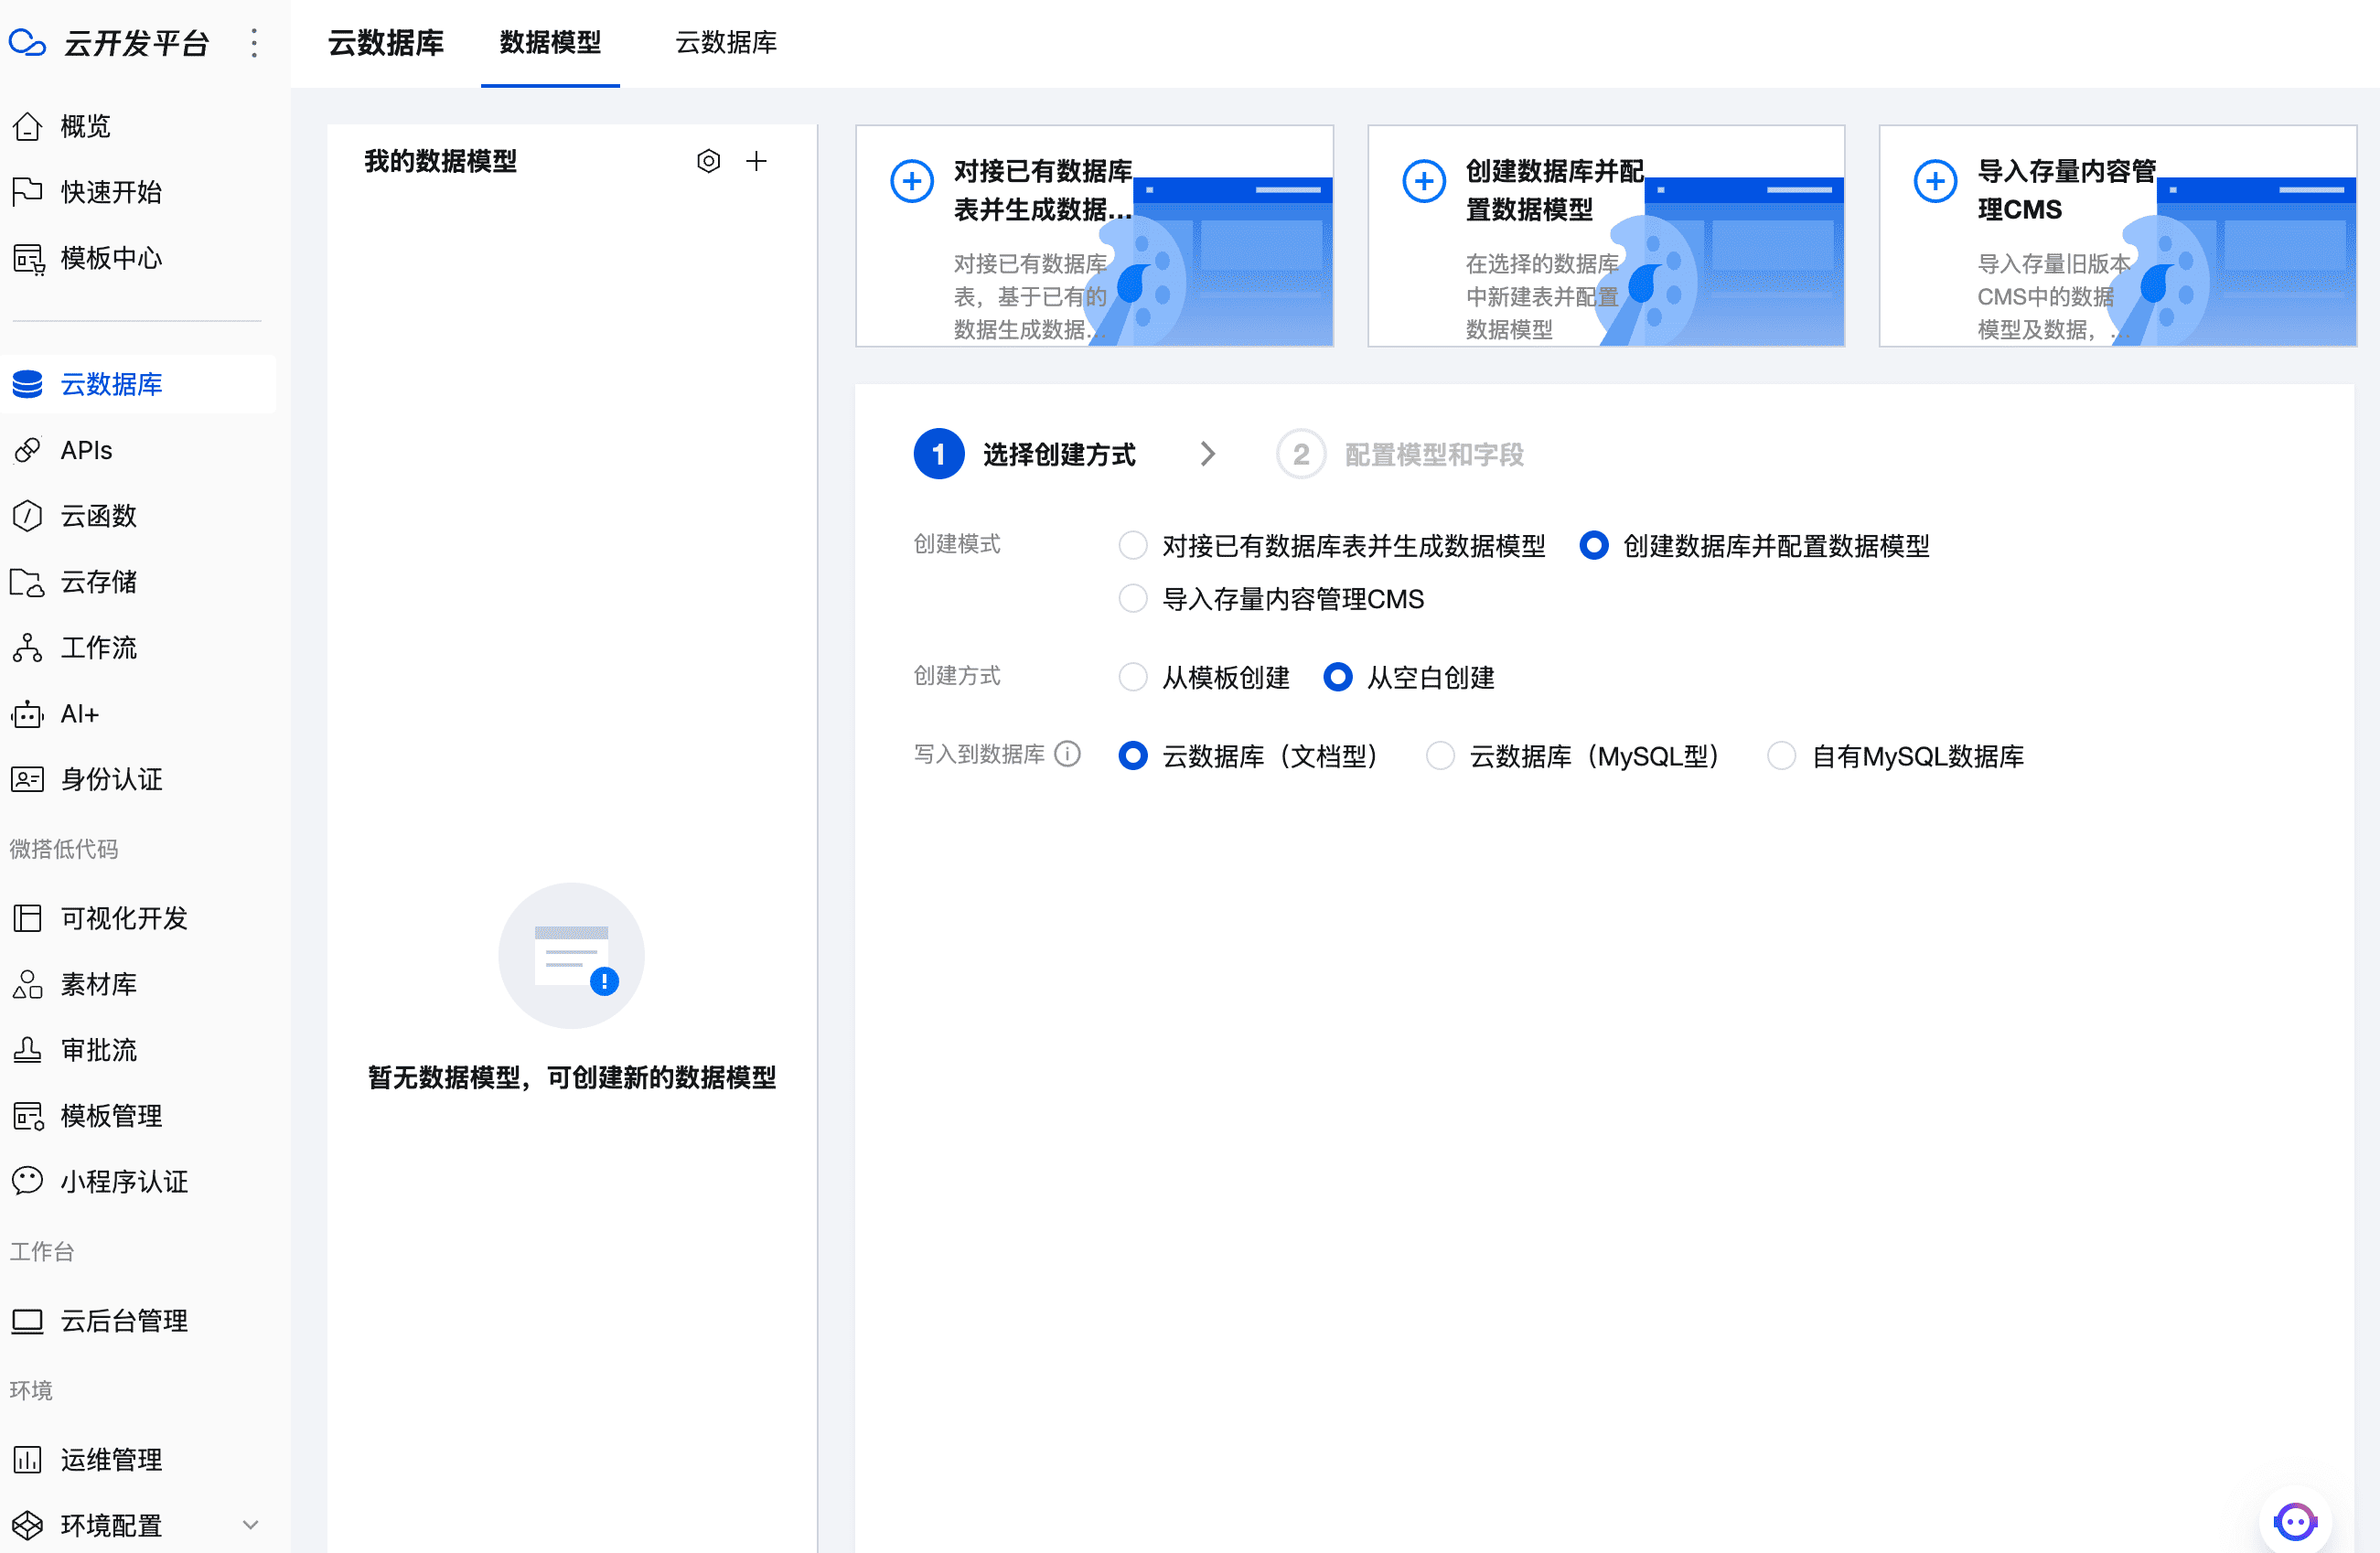 云开发平台
概览
快速开始
模板中心
云数据库
APIs
云函数
云存储
工作流
AI+
身份认证
微搭低代码
可视化开发
素材库
审批流
模板管理
小程序认证
工作台
云后台管理
环境
运维管理
环境配置
云数据库
数据模型
云数据库
我的数据模型
暂无数据模型，可创建新的数据模型
对接已有数据库
表并生成数据...
对接已有数据库
表，基于已有的
数据生成数据...
创建数据库并配
置数据模型
在选择的数据库
中新建表并配置
数据模型
导入存量内容管
理CMS
导入存量旧版本
CMS中的数据
模型及数据，...
1 选择创建方式
2 配置模型和字段
创建模式
对接已有数据库表并生成数据模型 创建数据库并配置数据模型
导入存量内容管理CMS
创建方式
从模板创建 从空白创建
写入到数据库
云数据库（文档型） 云数据库（MySQL型） 自有MySQL数据库